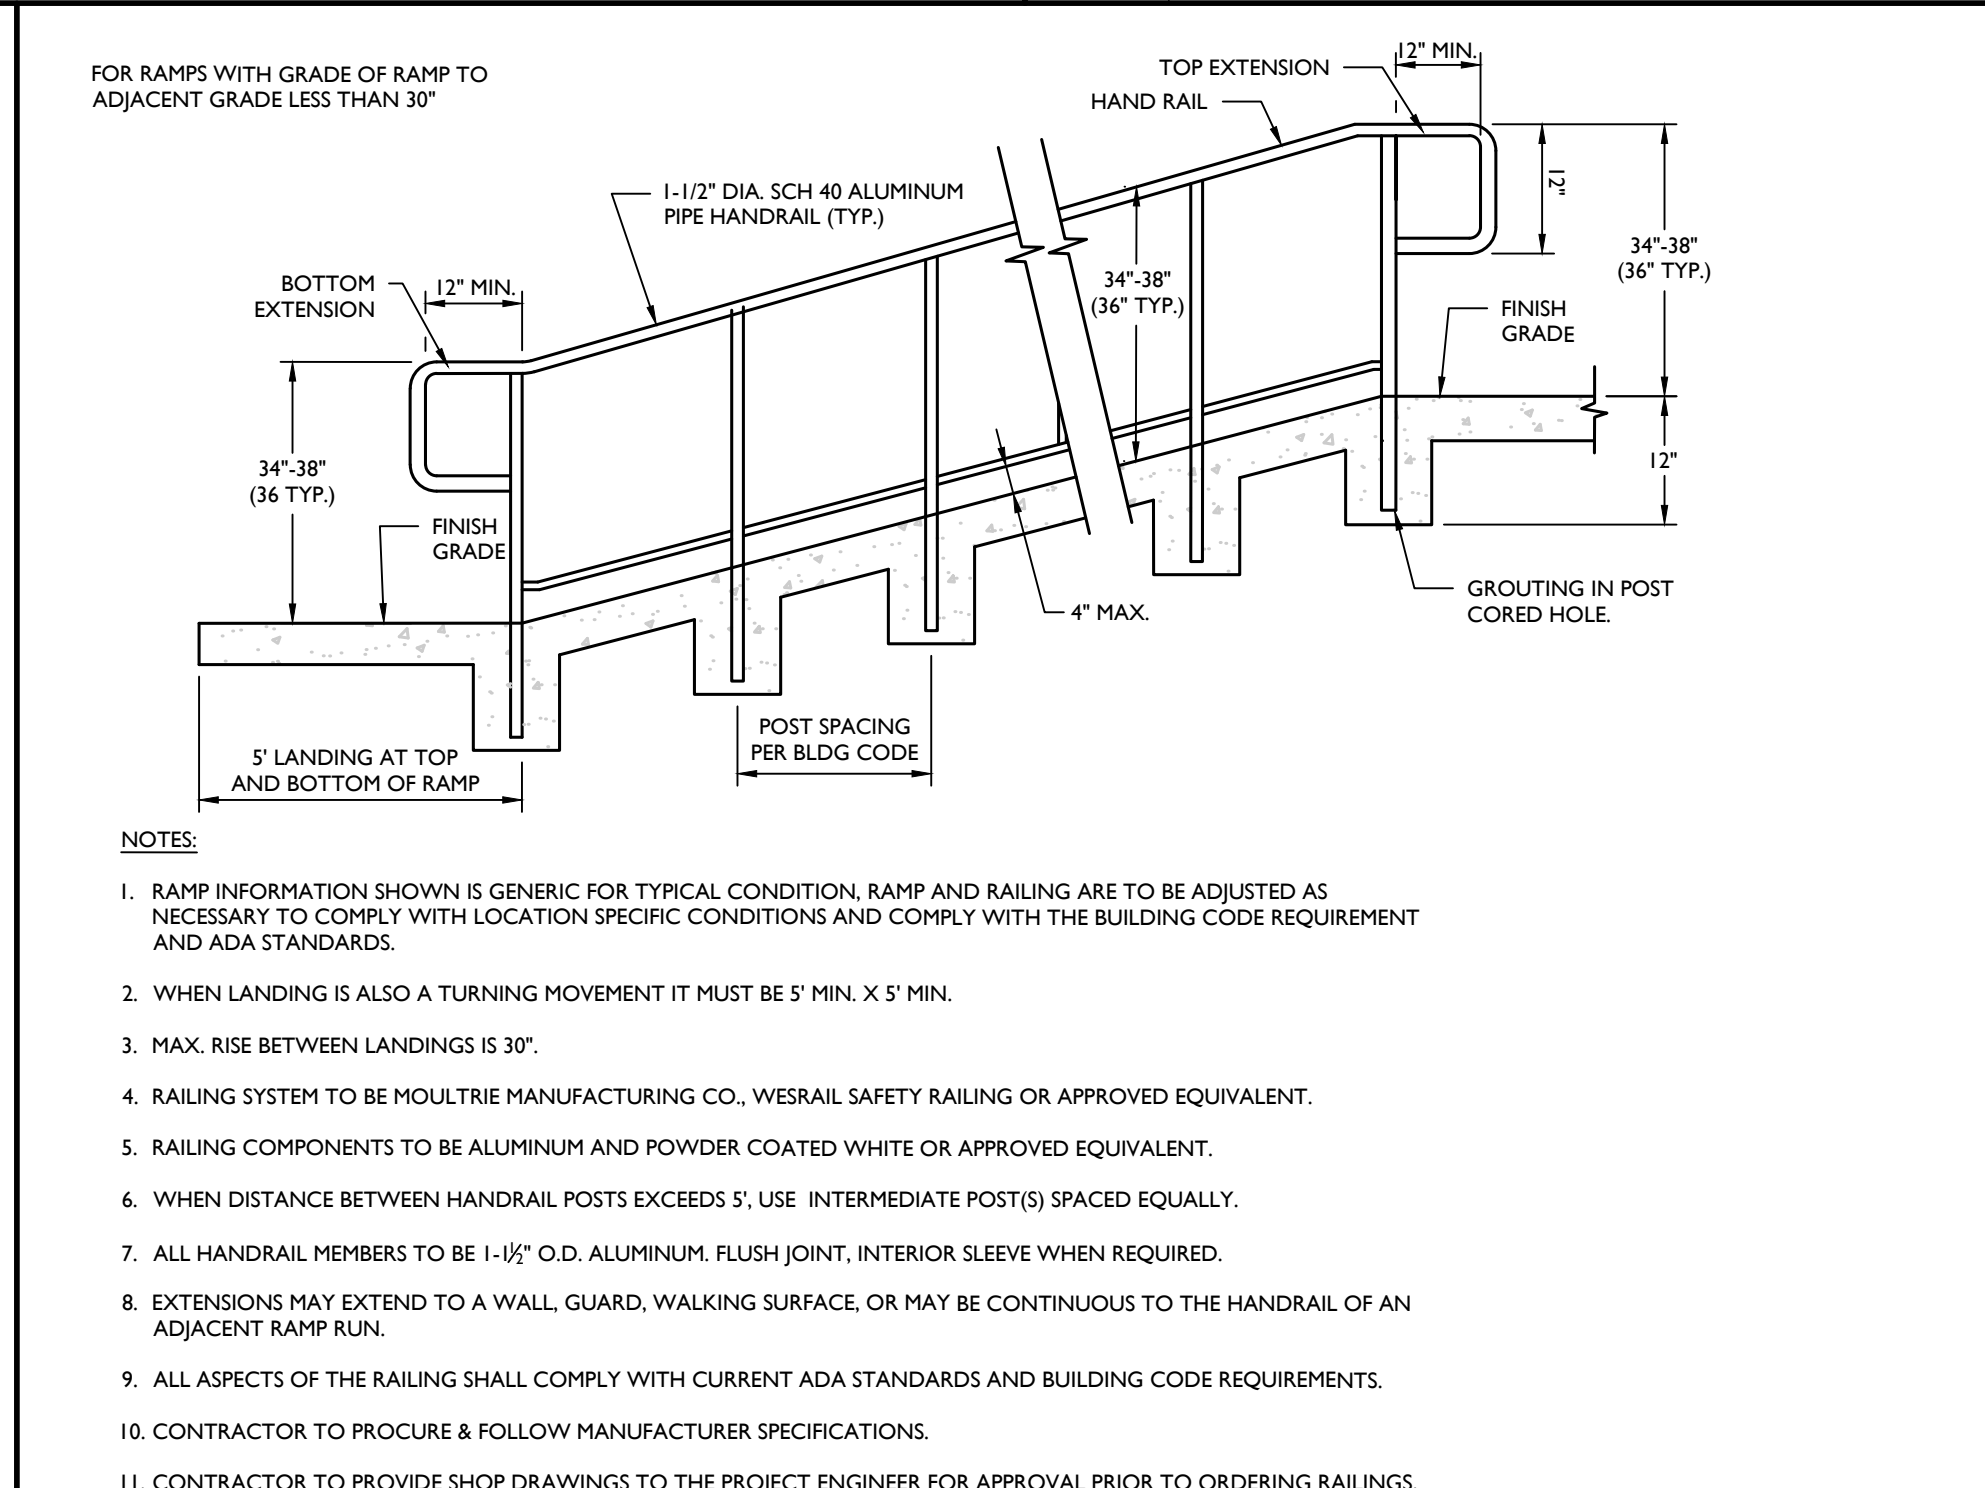 FOR RAMPS WITH GRADE OF RAMP TO
ADJACENT GRADE LESS THAN 30"
TOP EXTENSION
12" MIN.
HAND RAIL
12"
1-1/2" DIA. SCH 40 ALUMINUM
PIPE HANDRAIL (TYP.)
34"-38"
(36" TYP.)
34"-38"
(36" TYP.)
BOTTOM
EXTENSION
12" MIN.
FINISH
GRADE
34"-38"
(36 TYP.)
12"
FINISH
GRADE
4" MAX.
GROUTING IN POST
CORED HOLE.
POST SPACING
PER BLDG CODE
5' LANDING AT TOP
AND BOTTOM OF RAMP
NOTES:
1. RAMP INFORMATION SHOWN IS GENERIC FOR TYPICAL CONDITION, RAMP AND RAILING ARE TO BE ADJUSTED AS
NECESSARY TO COMPLY WITH LOCATION SPECIFIC CONDITIONS AND COMPLY WITH THE BUILDING CODE REQUIREMENT
AND ADA STANDARDS.
2. WHEN LANDING IS ALSO A TURNING MOVEMENT IT MUST BE 5' MIN. X 5' MIN.
3. MAX. RISE BETWEEN LANDINGS IS 30".
4. RAILING SYSTEM TO BE MOULTRIE MANUFACTURING CO., WESRAIL SAFETY RAILING OR APPROVED EQUIVALENT.
5. RAILING COMPONENTS TO BE ALUMINUM AND POWDER COATED WHITE OR APPROVED EQUIVALENT.
6. WHEN DISTANCE BETWEEN HANDRAIL POSTS EXCEEDS 5', USE INTERMEDIATE POST(S) SPACED EQUALLY.
7. ALL HANDRAIL MEMBERS TO BE 1-1½" O.D. ALUMINUM. FLUSH JOINT, INTERIOR SLEEVE WHEN REQUIRED.
8. EXTENSIONS MAY EXTEND TO A WALL, GUARD, WALKING SURFACE, OR MAY BE CONTINUOUS TO THE HANDRAIL OF AN
ADJACENT RAMP RUN.
9. ALL ASPECTS OF THE RAILING SHALL COMPLY WITH CURRENT ADA STANDARDS AND BUILDING CODE REQUIREMENTS.
10. CONTRACTOR TO PROCURE & FOLLOW MANUFACTURER SPECIFICATIONS.
11. CONTRACTOR TO PROVIDE SHOP DRAWINGS TO THE PROJECT ENGINEER FOR APPROVAL PRIOR TO ORDERING RAILINGS.